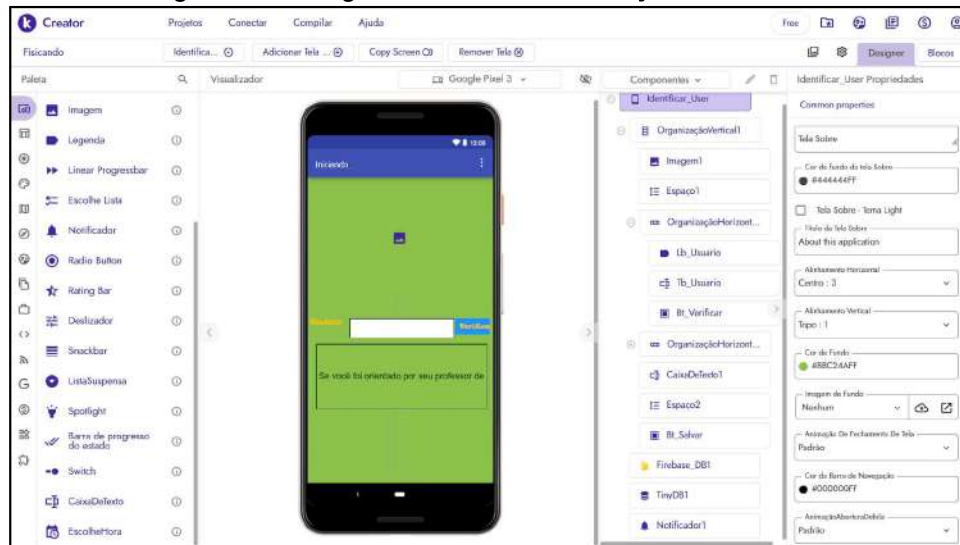 Creator
Projetos
Conectar
Compilar
Ajuda
Free
Fisicando
Identifica...
Adicionar Tela ...
Copy Screen
Remover Tela
Designer
Blocos
Paleta
Visualizador
Google Pixel 3
Componentes
Identificar_User Propriedades
Imagem
Legenda
Linear Progressbar
Escolhe Lista
Notificador
Radio Button
Rating Bar
Deslizador
Snackbar
ListaSuspensa
Spotlight
Barra de progresso
do estado
Switch
CaixaDeTexto
EscolheHora
12:00
Iniciando
Verificar
Se você foi orientado por seu professor de
Identificar_User
OrganizaçãoVertical1
Imagem1
Espaço1
OrganizaçãoHorizont...
Lb_Usuario
Tb_Usuario
Bt_Verificar
OrganizaçãoHorizont...
CaixaDeTexto1
Espaço2
Bt_Salvar
Firebase_DB1
TinyDB1
Notificador1
Common properties
Tela Sobre
Cor de fundo da tela Sobre
#444444FF
Tela Sobre - Tema Light
Título da Tela Sobre
About this application
Alinhamento Horizontal
Centro : 3
Alinhamento Vertical
Topo : 1
Cor de Fundo
#8BC24AFF
Imagem de Fundo
Nenhum
Animação De Fechamento De Tela
Padrão
Cor da Barra de Navegação
#000000FF
AnimaçãoAberturaDeTela
Padrão